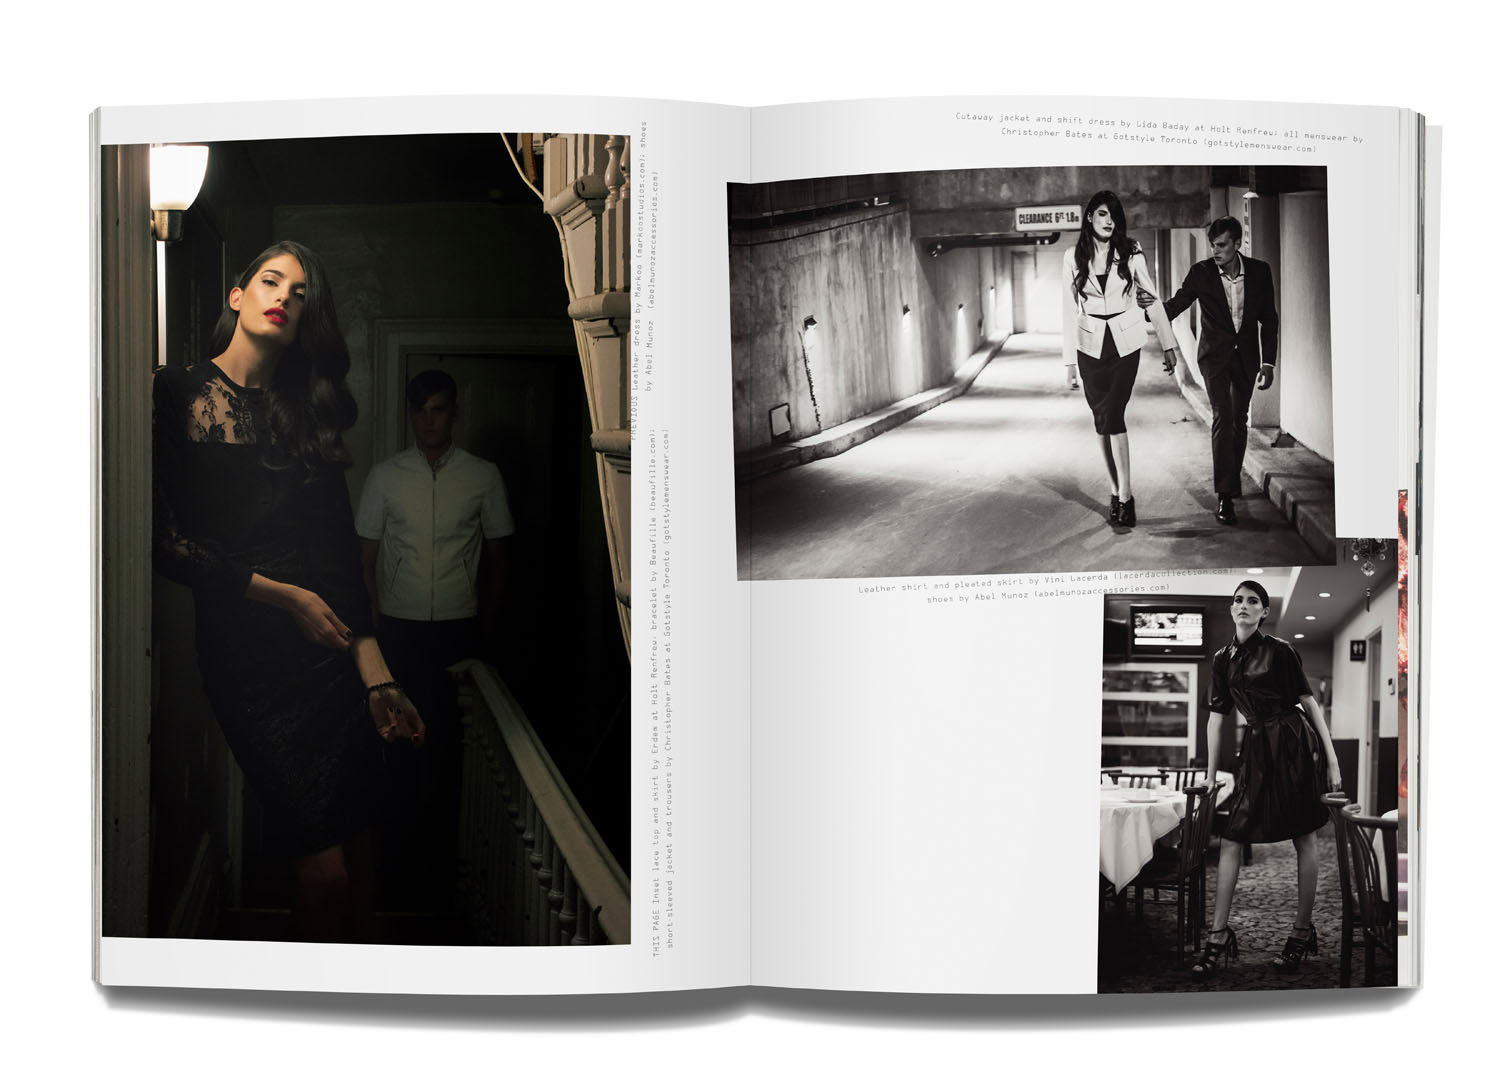 PREVIOUS Leather dress by Markoo (markoostudios.com); shoes
by Abel Munoz (abelmunozaccessories.com)
THIS PAGE Inset lace top and skirt by Erdem at Holt Renfrew; bracelet by Beaufille (beaufille.com);
short-sleeved jacket and trousers by Christopher Bates at Gotstyle Toronto (gotstylemenswear.com)
Cutaway jacket and shift dress by Lida Baday at Holt Renfrew; all menswear by
Christopher Bates at Gotstyle Toronto (gotstylemenswear.com)
CLEARANCE 6FT. 1.8m
Leather shirt and pleated skirt by Vini Lacerda (lacerdacollection.com);
shoes by Abel Munoz (abelmunozaccessories.com)